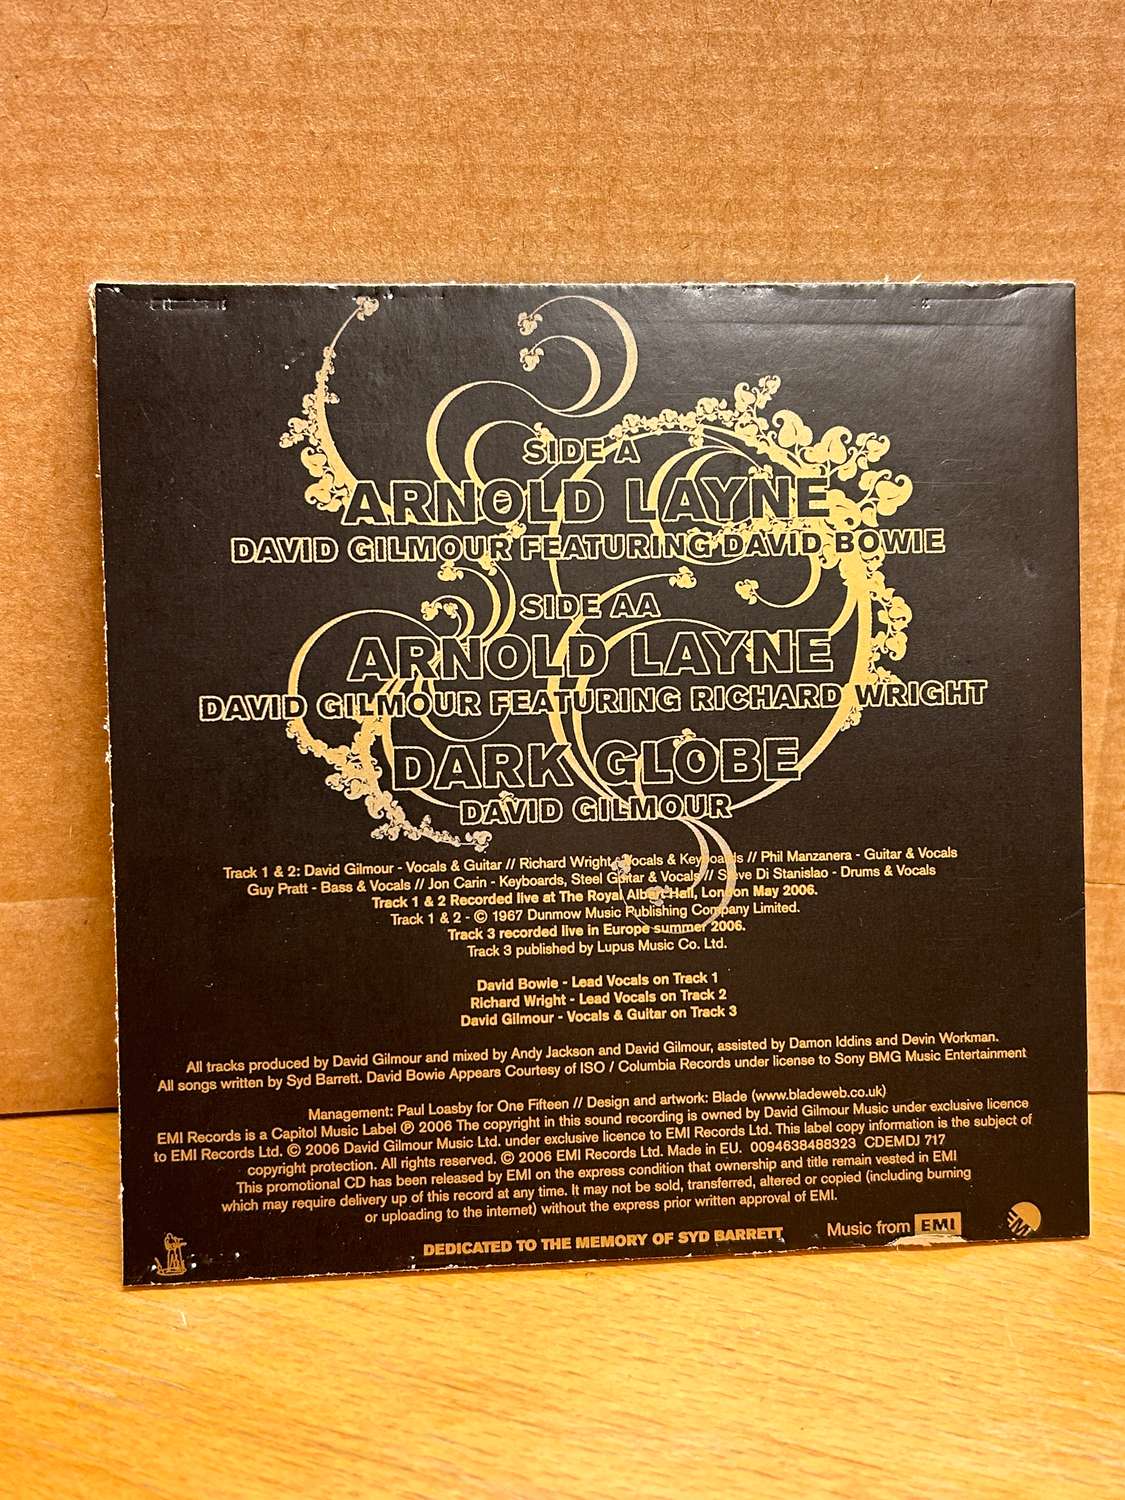 SIDE A
ARNOLD LAYNE
DAVID GILMOUR FEATURING DAVID BOWIE
SIDE AA
ARNOLD LAYNE
DAVID GILMOUR FEATURING RICHARD WRIGHT
DARK GLOBE
DAVID GILMOUR
Track 1 & 2: David Gilmour - Vocals & Guitar // Richard Wright - Vocals & Keyboards // Phil Manzanera - Guitar & Vocals
Guy Pratt - Bass & Vocals // Jon Carin - Keyboards, Steel Guitar & Vocals // Steve Di Stanislao - Drums & Vocals
Track 1 & 2 Recorded live at The Royal Albert Hall, London May 2006.
Track 1 & 2 - © 1967 Dunmow Music Publishing Company Limited.
Track 3 recorded live in Europe summer 2006.
Track 3 published by Lupus Music Co. Ltd.
David Bowie - Lead Vocals on Track 1
Richard Wright - Lead Vocals on Track 2
David Gilmour - Vocals & Guitar on Track 3
All tracks produced by David Gilmour and mixed by Andy Jackson and David Gilmour, assisted by Damon Iddins and Devin Workman.
All songs written by Syd Barrett. David Bowie Appears Courtesy of ISO / Columbia Records under license to Sony BMG Music Entertainment
Management: Paul Loasby for One Fifteen // Design and artwork: Blade (www.bladeweb.co.uk)
EMI Records is a Capitol Music Label ℗ 2006 The copyright in this sound recording is owned by David Gilmour Music under exclusive licence
to EMI Records Ltd. © 2006 David Gilmour Music Ltd. under exclusive licence to EMI Records Ltd. This label copy information is the subject of
copyright protection. All rights reserved. © 2006 EMI Records Ltd. Made in EU. 0094638488323 CDEMDJ 717
This promotional CD has been released by EMI on the express condition that ownership and title remain vested in EMI
which may require delivery up of this record at any time. It may not be sold, transferred, altered or copied (including burning
or uploading to the internet) without the express prior written approval of EMI.
DEDICATED TO THE MEMORY OF SYD BARRETT
Music from EMI
EMI